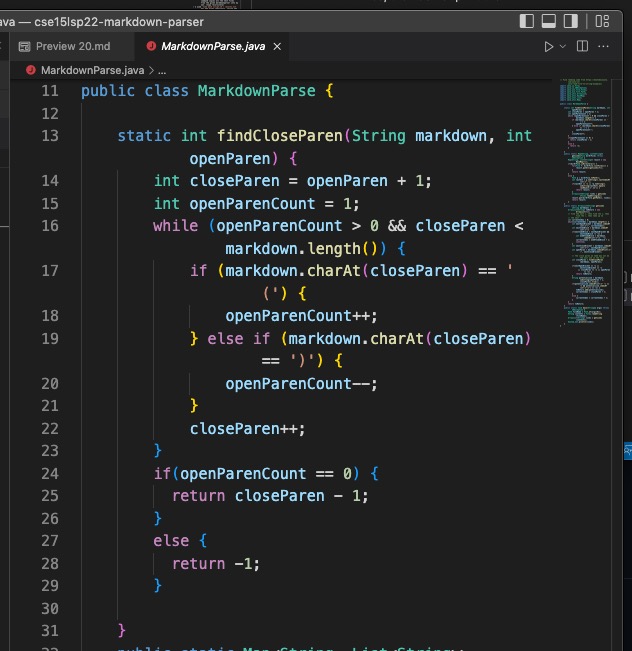 ava — cse15lsp22-markdown-parser
Preview 20.md
MarkdownParse.java ×
MarkdownParse.java > ...
11 public class MarkdownParse {
12
13 static int findCloseParen(String markdown, int
openParen) {
14 int closeParen = openParen + 1;
15 int openParenCount = 1;
16 while (openParenCount > 0 && closeParen <
markdown.length()) {
17 if (markdown.charAt(closeParen) == '
(') {
18 openParenCount++;
19 } else if (markdown.charAt(closeParen)
== ')') {
20 openParenCount--;
21 }
22 closeParen++;
23 }
24 if(openParenCount == 0) {
25 return closeParen - 1;
26 }
27 else {
28 return -1;
29 }
30
31 }